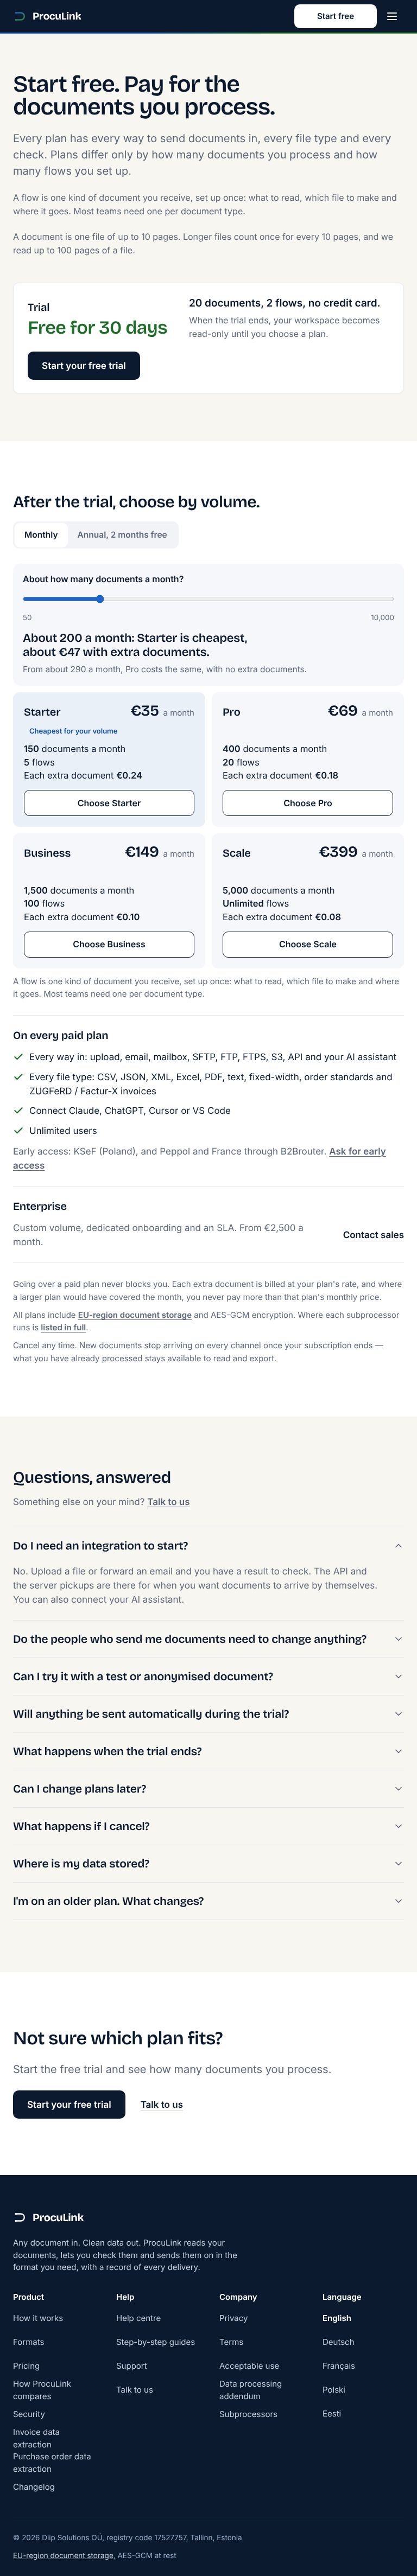 ProcuLink
Start free
Start free. Pay for the
documents you process.
Every plan has every way to send documents in, every file type and every
check. Plans differ only by how many documents you process and how
many flows you set up.
A flow is one kind of document you receive, set up once: what to read, which file to make and
where it goes. Most teams need one per document type.
A document is one file of up to 10 pages. Longer files count once for every 10 pages, and we
read up to 100 pages of a file.
Trial
Free for 30 days
Start your free trial
20 documents, 2 flows, no credit card.
When the trial ends, your workspace becomes
read-only until you choose a plan.
After the trial, choose by volume.
Monthly
Annual, 2 months free
About how many documents a month?
50
10,000
About 200 a month: Starter is cheapest,
about €47 with extra documents.
From about 290 a month, Pro costs the same, with no extra documents.
Starter
€35 a month
Cheapest for your volume
150 documents a month
5 flows
Each extra document €0.24
Choose Starter
Pro
€69 a month
400 documents a month
20 flows
Each extra document €0.18
Choose Pro
Business
€149 a month
1,500 documents a month
100 flows
Each extra document €0.10
Choose Business
Scale
€399 a month
5,000 documents a month
Unlimited flows
Each extra document €0.08
Choose Scale
A flow is one kind of document you receive, set up once: what to read, which file to make and where
it goes. Most teams need one per document type.
On every paid plan
Every way in: upload, email, mailbox, SFTP, FTP, FTPS, S3, API and your AI assistant
Every file type: CSV, JSON, XML, Excel, PDF, text, fixed-width, order standards and
ZUGFeRD / Factur-X invoices
Connect Claude, ChatGPT, Cursor or VS Code
Unlimited users
Early access: KSeF (Poland), and Peppol and France through B2Brouter. Ask for early
access
Enterprise
Custom volume, dedicated onboarding and an SLA. From €2,500 a
month.
Contact sales
Going over a paid plan never blocks you. Each extra document is billed at your plan's rate, and where
a larger plan would have covered the month, you never pay more than that plan's monthly price.
All plans include EU-region document storage and AES-GCM encryption. Where each subprocessor
runs is listed in full.
Cancel any time. New documents stop arriving on every channel once your subscription ends —
what you have already processed stays available to read and export.
Questions, answered
Something else on your mind? Talk to us
Do I need an integration to start?
No. Upload a file or forward an email and you have a result to check. The API and
the server pickups are there for when you want documents to arrive by themselves.
You can also connect your AI assistant.
Do the people who send me documents need to change anything?
Can I try it with a test or anonymised document?
Will anything be sent automatically during the trial?
What happens when the trial ends?
Can I change plans later?
What happens if I cancel?
Where is my data stored?
I'm on an older plan. What changes?
Not sure which plan fits?
Start the free trial and see how many documents you process.
Start your free trial
Talk to us
ProcuLink
Any document in. Clean data out. ProcuLink reads your
documents, lets you check them and sends them on in the
format you need, with a record of every delivery.
Product
How it works
Formats
Pricing
How ProcuLink
compares
Security
Invoice data
extraction
Purchase order data
extraction
Changelog
Help
Help centre
Step-by-step guides
Support
Talk to us
Company
Privacy
Terms
Acceptable use
Data processing
addendum
Subprocessors
Language
English
Deutsch
Français
Polski
Eesti
© 2026 Diip Solutions OÜ, registry code 17527757, Tallinn, Estonia
EU-region document storage, AES-GCM at rest